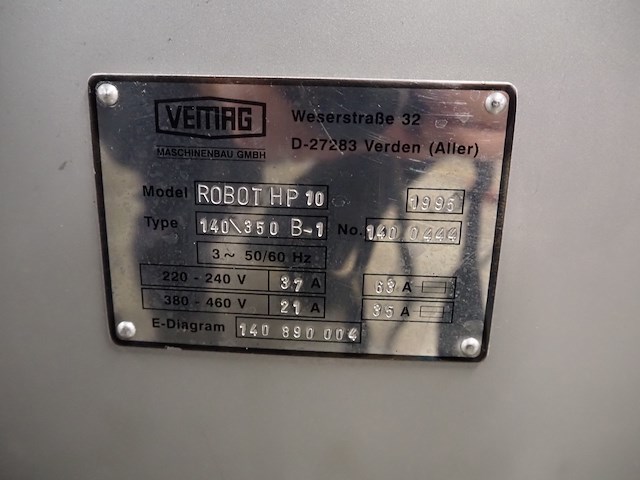 VEMAG
MASCHINENBAU GMBH
Weserstraße 32
D-27283 Verden (Aller)
Model ROBOT HP 10 1995
Type 140\350 B-1 No. 140 0444
3~ 50/60 Hz
220 - 240 V 37 A 63 A
380 - 460 V 21 A 35 A
E-Diagram 140 890 004